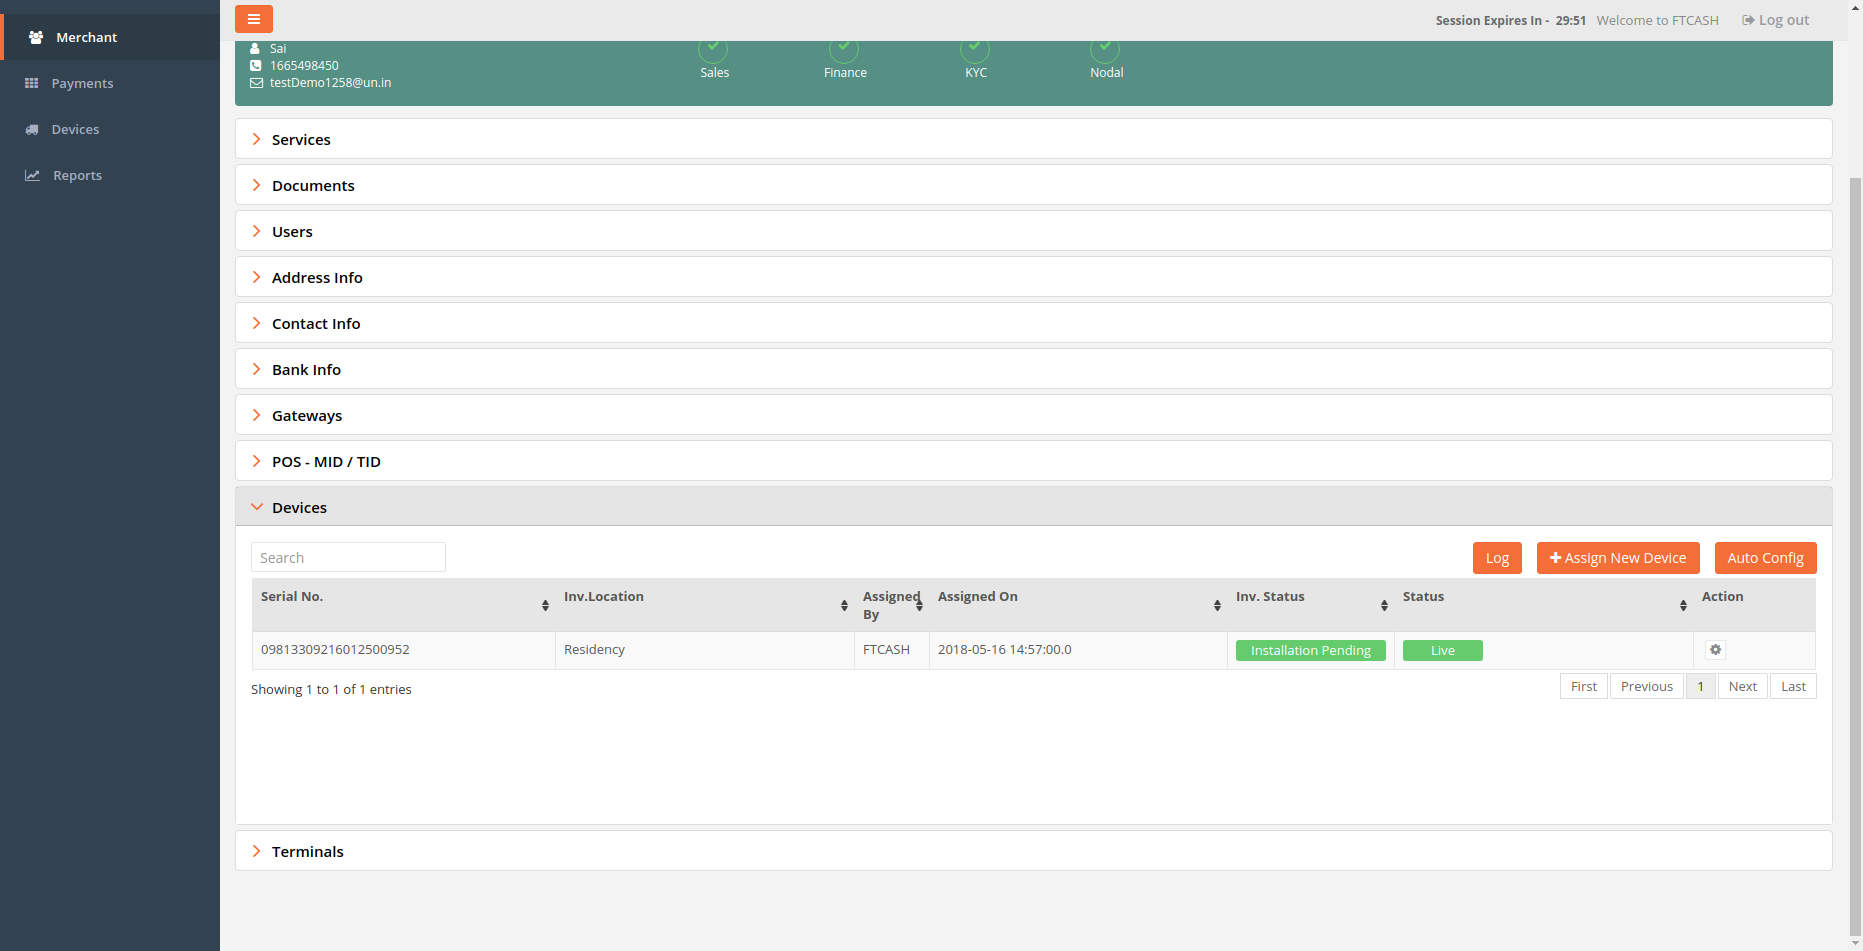 Merchant
Payments
Devices
Reports
Session Expires In - 29:51 Welcome to FTCASH Log out
Sai
1665498450
testDemo1258@un.in
Sales Finance KYC Nodal
Services
Documents
Users
Address Info
Contact Info
Bank Info
Gateways
POS - MID / TID
Devices
Search Log Assign New Device Auto Config
Serial No. Inv.Location Assigned By Assigned On Inv. Status Status Action
09813309216012500952 Residency FTCASH 2018-05-16 14:57:00.0 Installation Pending Live
Showing 1 to 1 of 1 entries First Previous 1 Next Last
Terminals